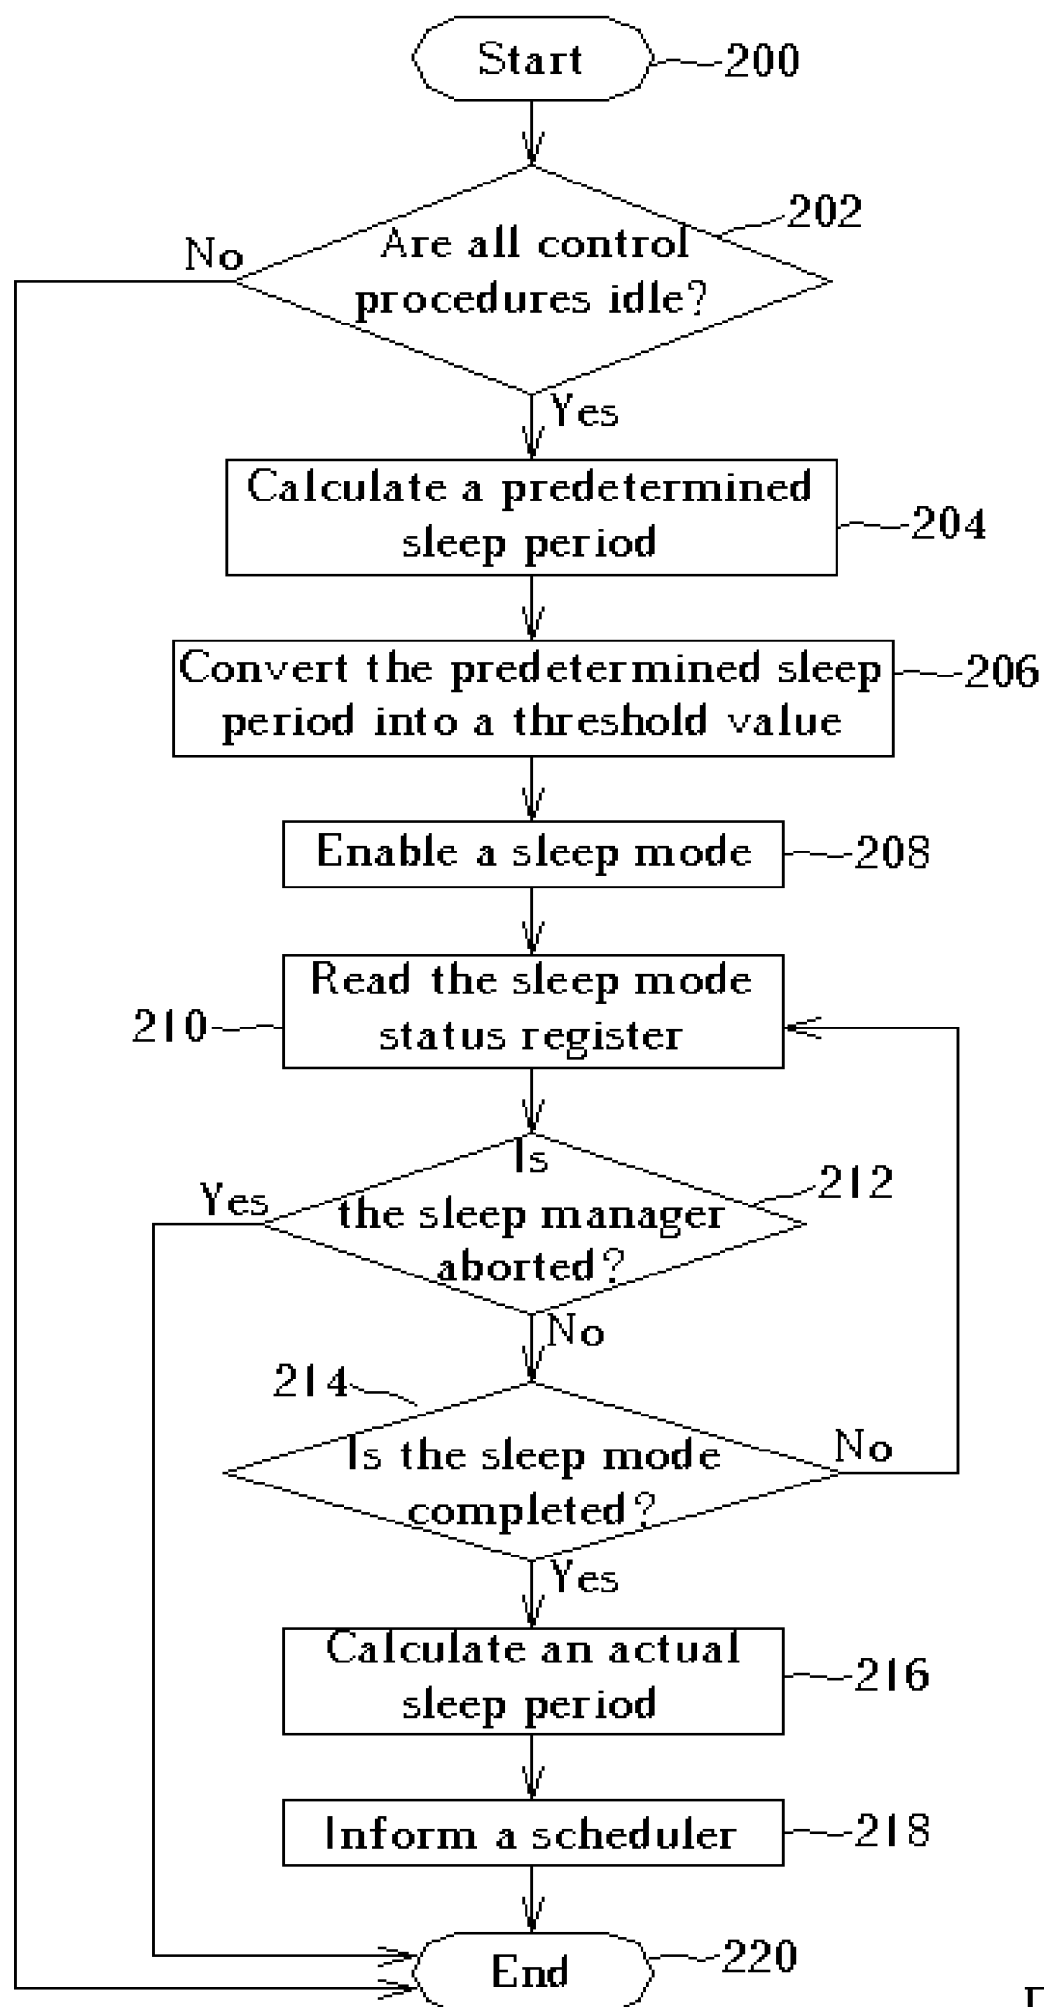 Start
200
202
No
Are all control
procedures idle?
Yes
Calculate a predetermined
sleep period
204
Convert the predetermined sleep
period into a threshold value
206
Enable a sleep mode
208
Read the sleep mode
status register
210
Is
the sleep manager
aborted?
212
Yes
No
214
Is the sleep mode
completed?
No
Yes
Calculate an actual
sleep period
216
Inform a scheduler
218
End
220